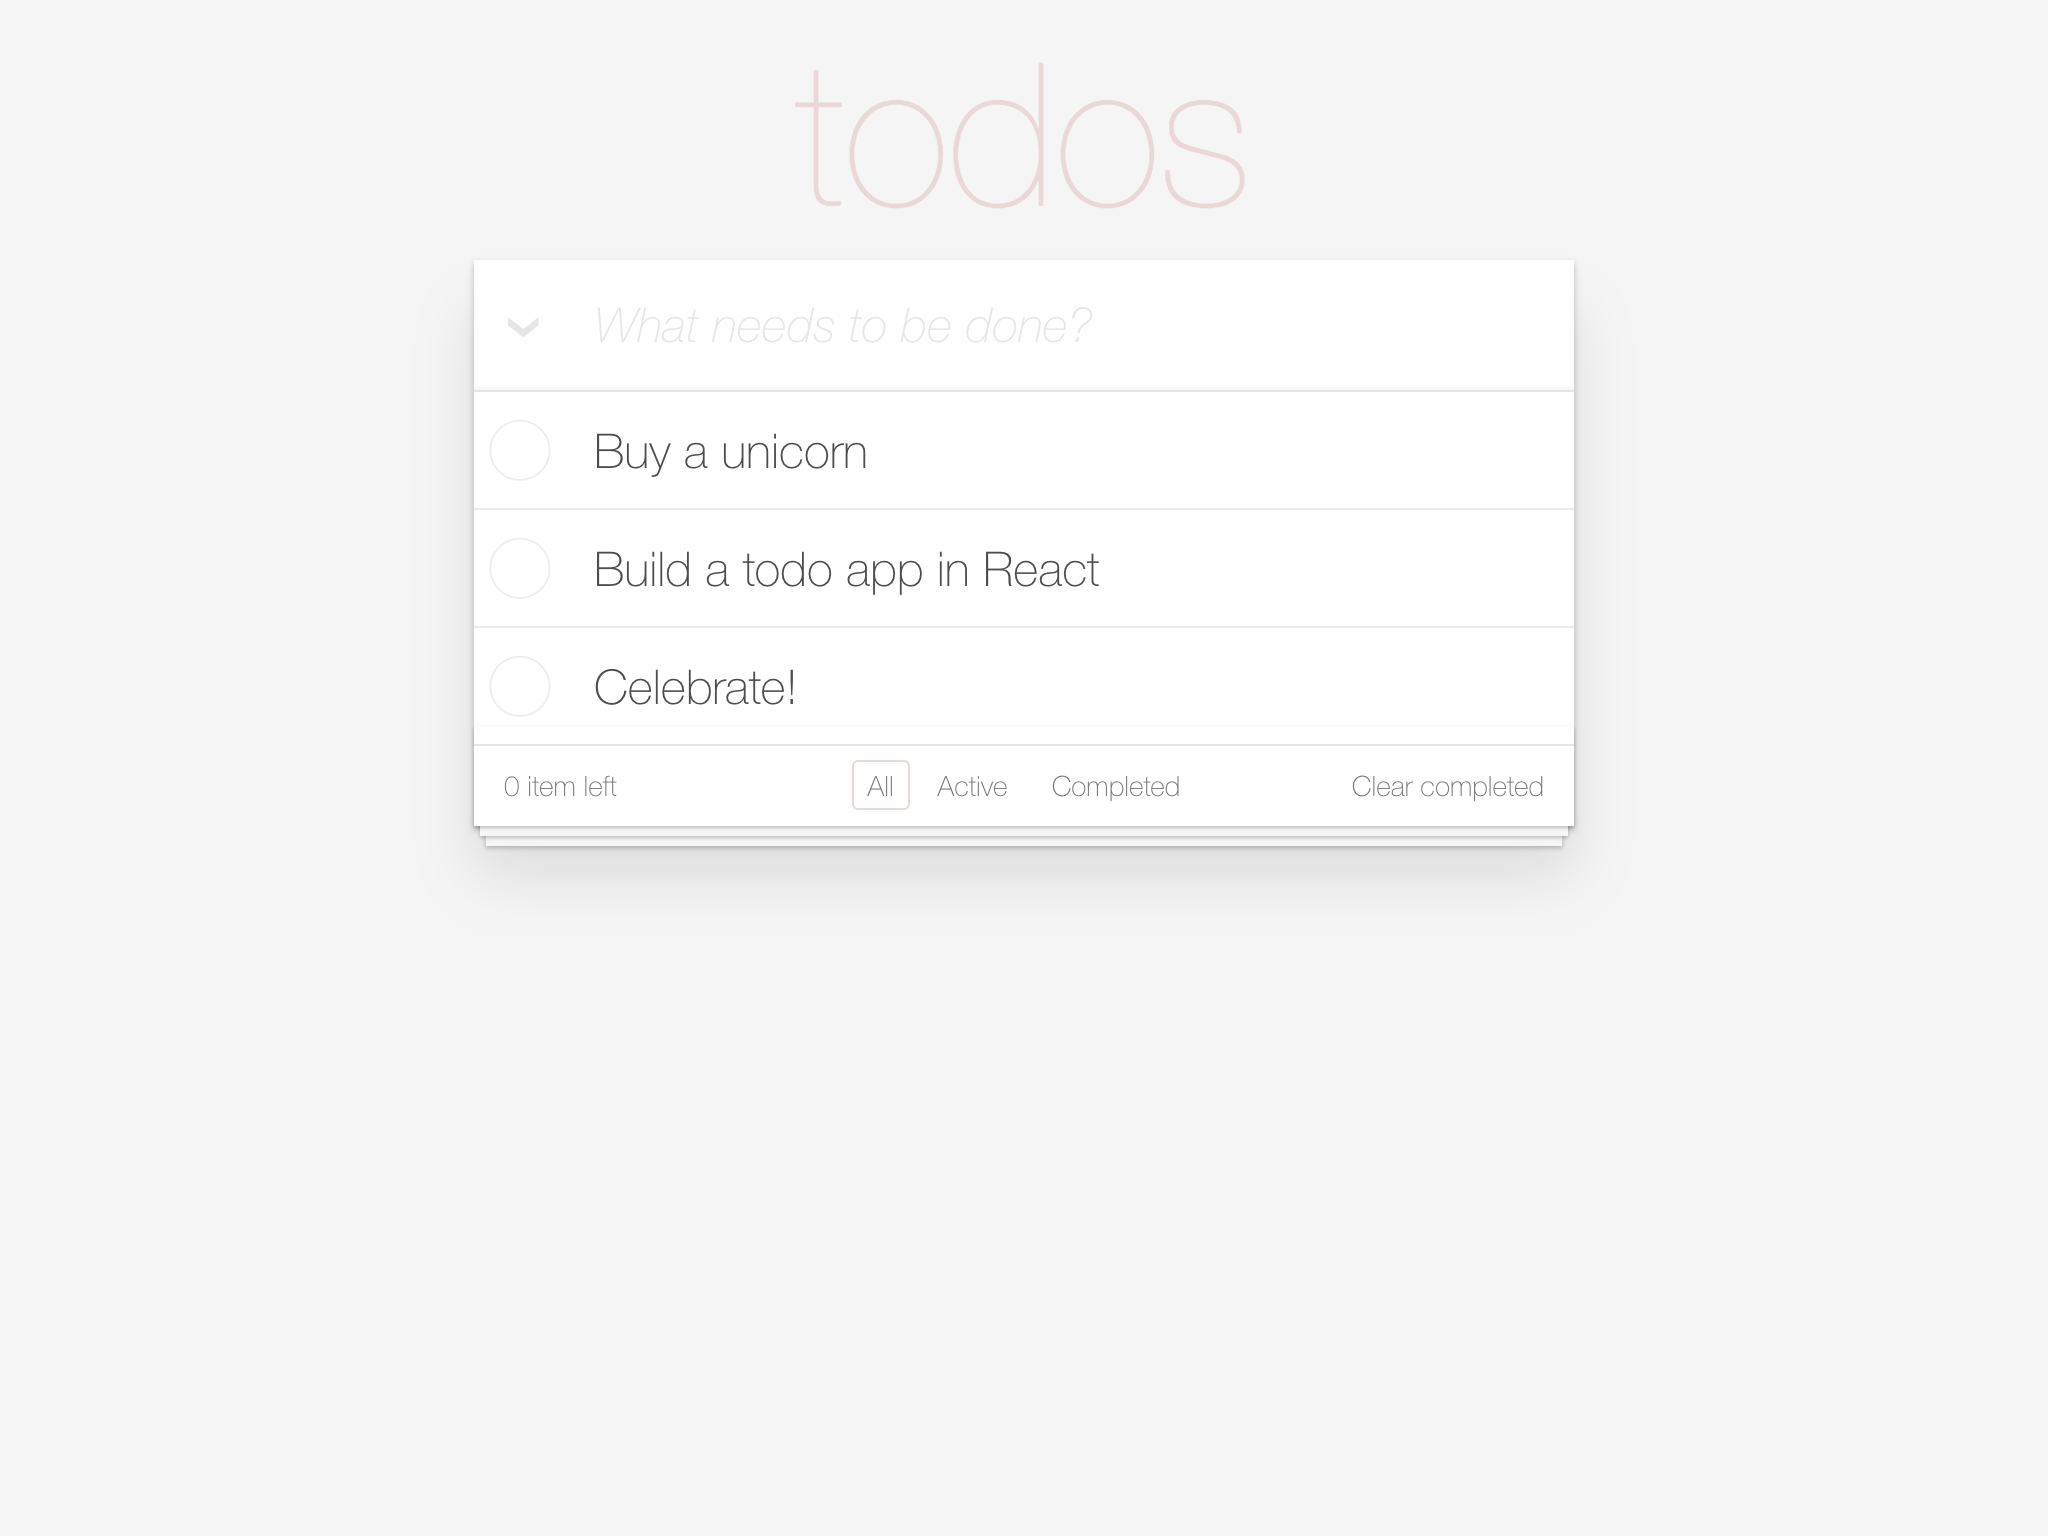 todos
What needs to be done?
Buy a unicorn
Build a todo app in React
Celebrate!
0 item left All Active Completed Clear completed